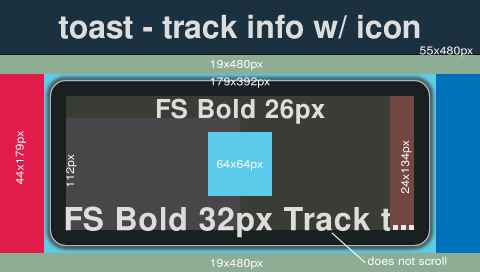 toast - track info w/ icon
55x480px
19x480px
179x392px
FS Bold 26px
44x179px
112px
64x64px
24x134px
FS Bold 32px Track t...
19x480px
does not scroll